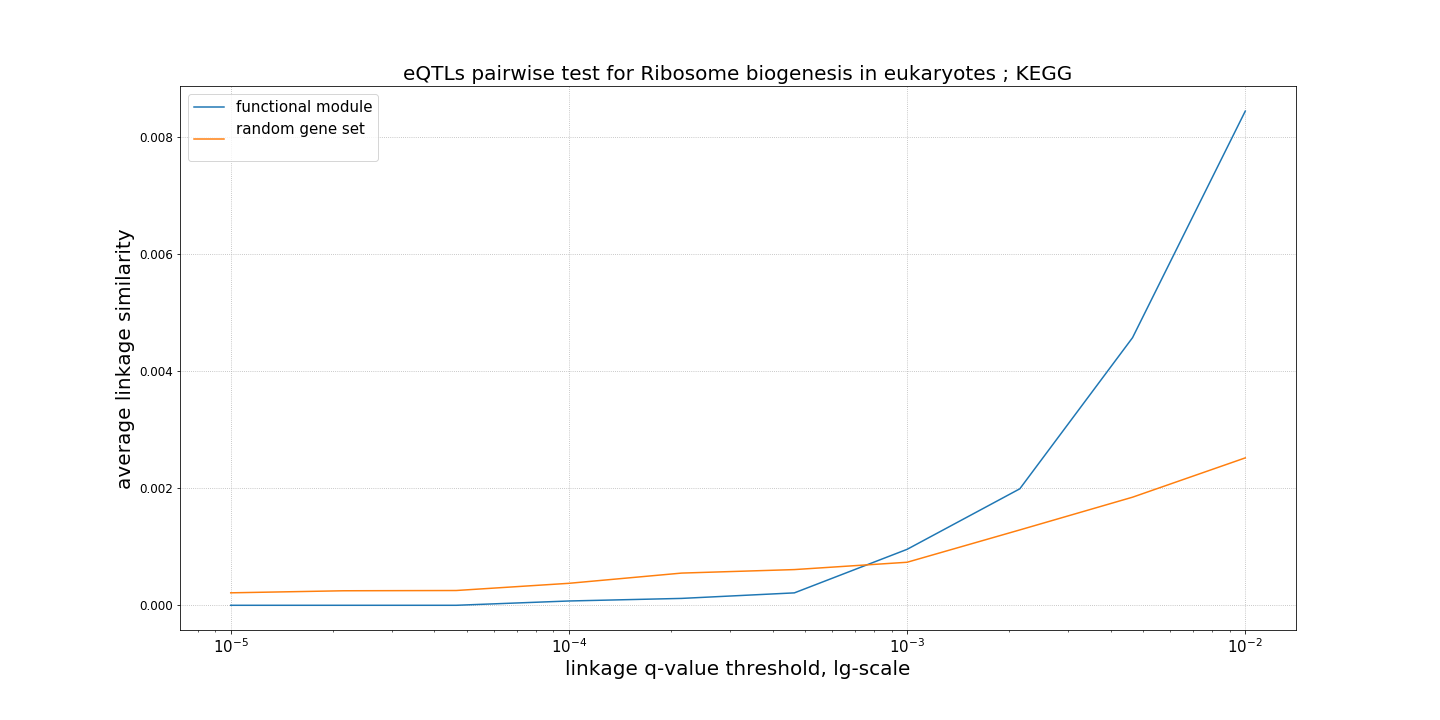 eQTLs pairwise test for Ribosome biogenesis in eukaryotes ; KEGG
functional module
random gene set
average linkage similarity
0.008
0.006
0.004
0.002
0.000
10⁻⁵ 10⁻⁴ 10⁻³ 10⁻²
linkage q-value threshold, lg-scale